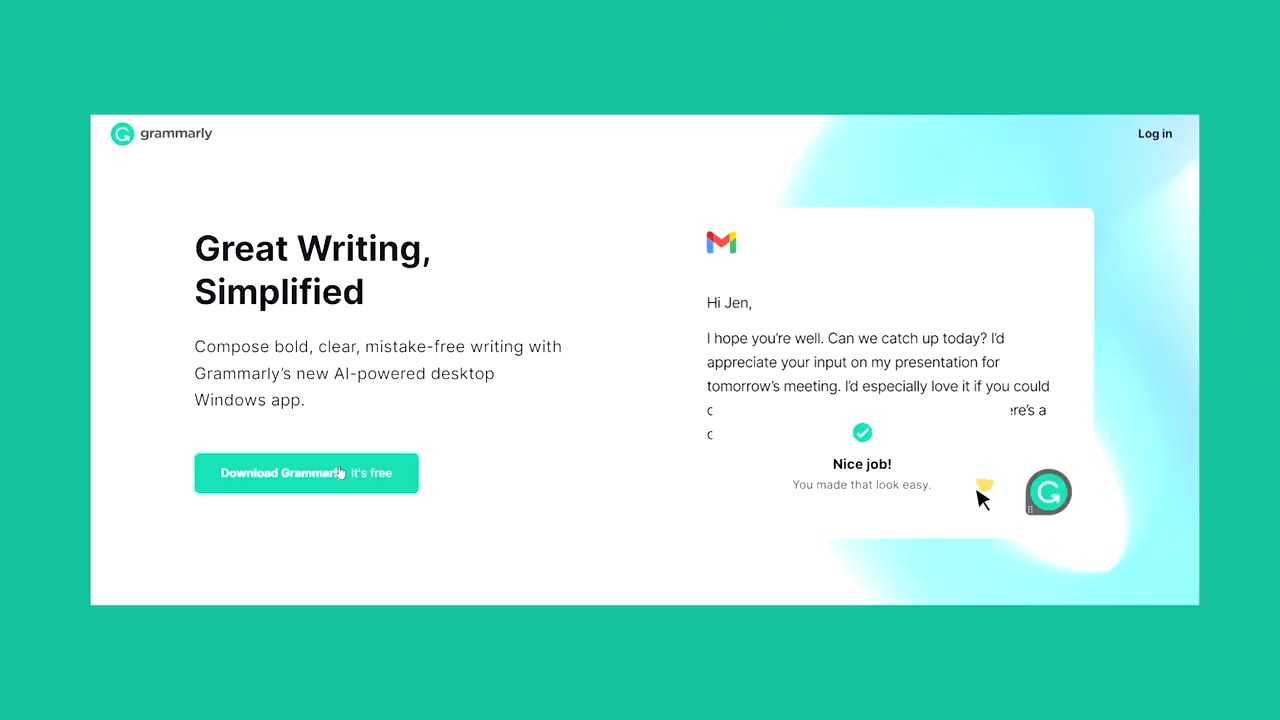 grammarly
Log in
Great Writing,
Simplified
Compose bold, clear, mistake-free writing with
Grammarly's new AI-powered desktop
Windows app.
Download Grammarly It's free
Hi Jen,
I hope you're well. Can we catch up today? I'd
appreciate your input on my presentation for
tomorrow's meeting. I'd especially love it if you could
Nice job!
You made that look easy.